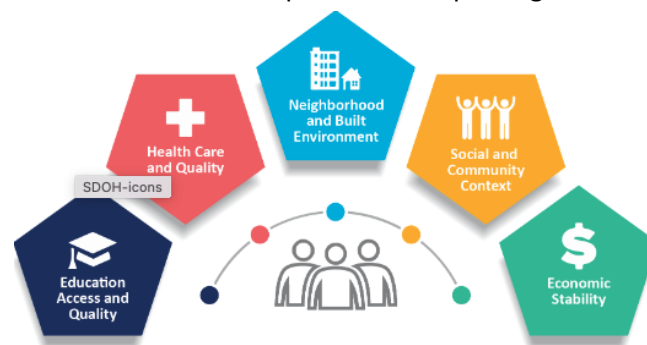 Neighborhood
and Built
Environment
Health Care
and Quality
Social and
Community
Context
SDOH-icons
Education
Access and
Quality
$
Economic
Stability